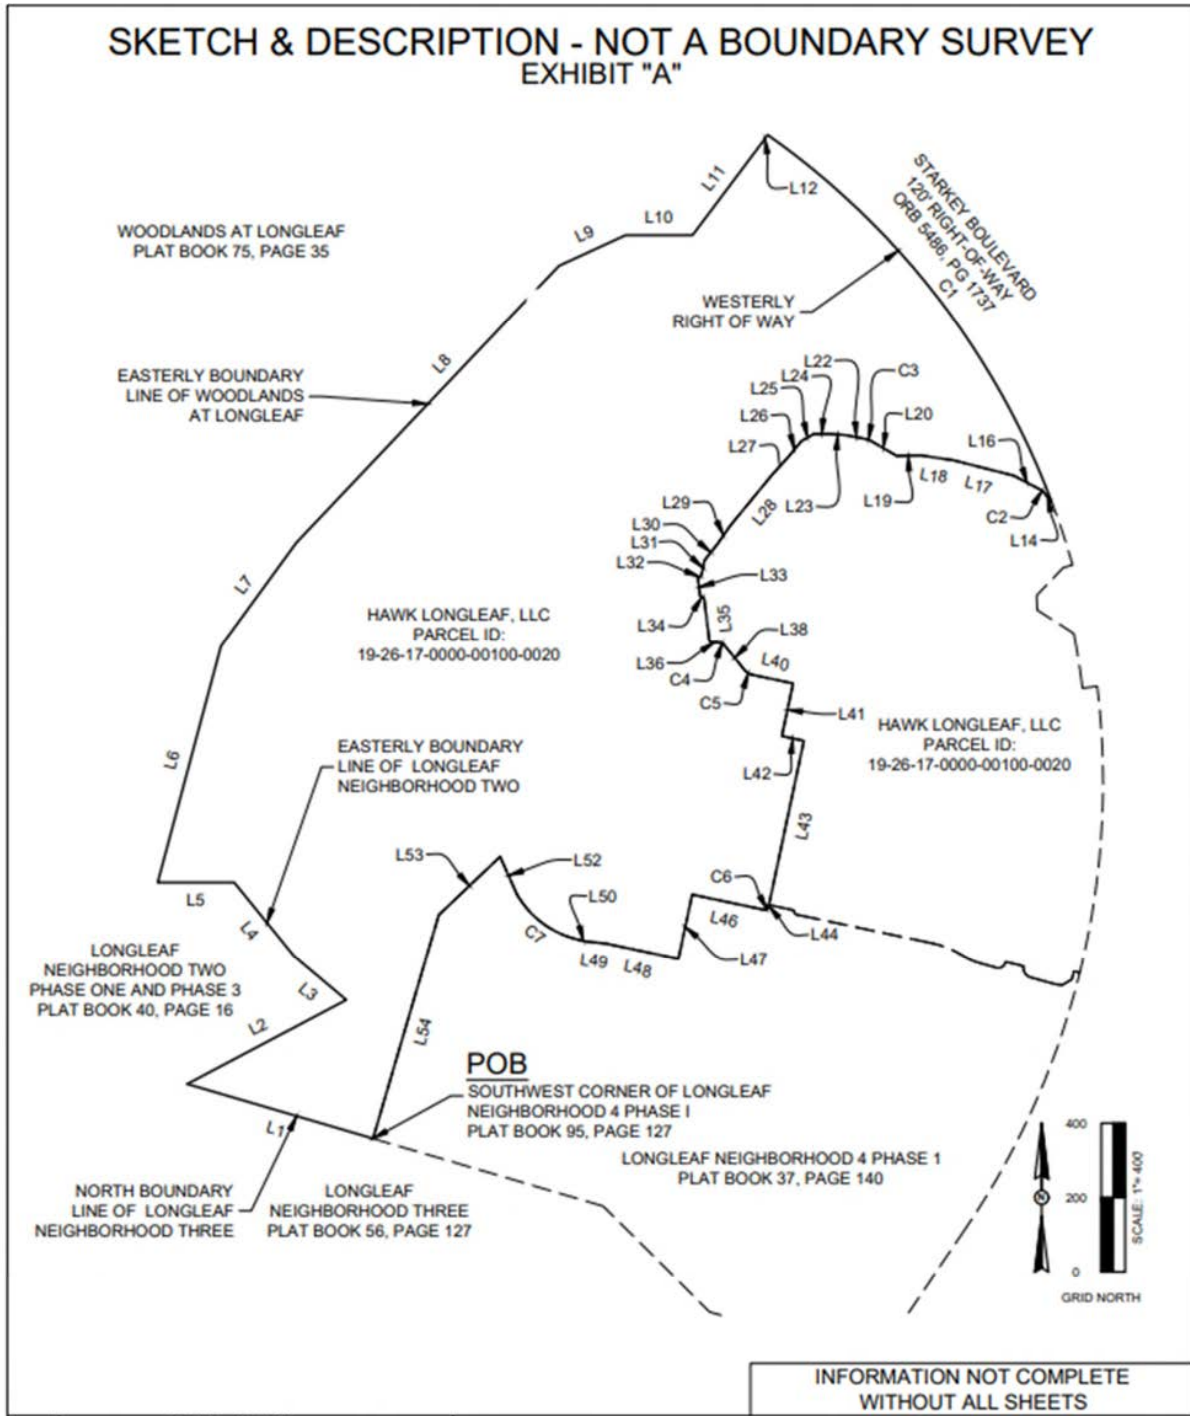 SKETCH & DESCRIPTION - NOT A BOUNDARY SURVEY
EXHIBIT "A"
L11
L12
STARKEY BOULEVARD
120' RIGHT-OF-WAY
ORB 5486, PG 1737
C1
WOODLANDS AT LONGLEAF
PLAT BOOK 75, PAGE 35
L9
L10
WESTERLY
RIGHT OF WAY
L8
EASTERLY BOUNDARY
LINE OF WOODLANDS
AT LONGLEAF
L22
L24
L25
L26
L27
C3
L20
L16
L28
L23
L19
L18
L17
C2
L14
L29
L30
L31
L32
L33
L34
L35
L36
C4
C5
L38
L40
L7
HAWK LONGLEAF, LLC
PARCEL ID:
19-26-17-0000-00100-0020
L41
L42
HAWK LONGLEAF, LLC
PARCEL ID:
19-26-17-0000-00100-0020
L6
EASTERLY BOUNDARY
LINE OF LONGLEAF
NEIGHBORHOOD TWO
L43
L53
L52
L50
C6
L5
L4
C7
L49
L48
L46
L47
L44
LONGLEAF
NEIGHBORHOOD TWO
PHASE ONE AND PHASE 3
PLAT BOOK 40, PAGE 16
L3
L2
L54
L1
POB
SOUTHWEST CORNER OF LONGLEAF
NEIGHBORHOOD 4 PHASE I
PLAT BOOK 95, PAGE 127
LONGLEAF NEIGHBORHOOD 4 PHASE 1
PLAT BOOK 37, PAGE 140
NORTH BOUNDARY
LINE OF LONGLEAF
NEIGHBORHOOD THREE
LONGLEAF
NEIGHBORHOOD THREE
PLAT BOOK 56, PAGE 127
N
400
200
0
SCALE: 1"= 400'
GRID NORTH
INFORMATION NOT COMPLETE
WITHOUT ALL SHEETS